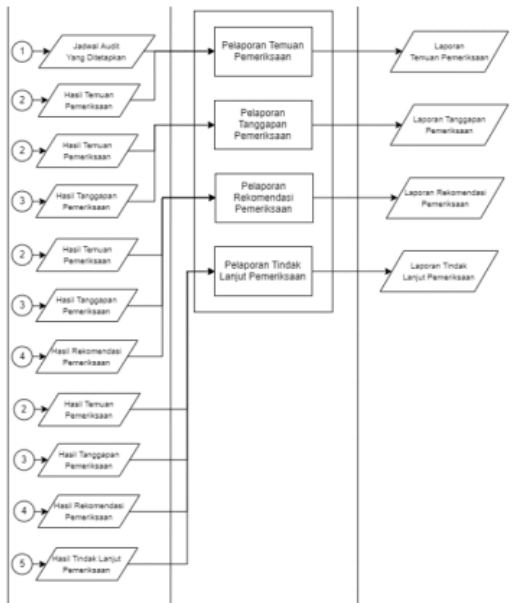 1
Jadwal Audit
Yang Ditetapkan
Pelaporan Temuan
Pemeriksaan
Laporan
Temuan Pemeriksaan
2
Hasil Temuan
Pemeriksaan
2
Hasil Temuan
Pemeriksaan
Pelaporan
Tanggapan
Pemeriksaan
Laporan Tanggapan
Pemeriksaan
3
Hasil Tanggapan
Pemeriksaan
Pelaporan
Rekomendasi
Pemeriksaan
Laporan Rekomendasi
Pemeriksaan
2
Hasil Temuan
Pemeriksaan
Pelaporan Tindak
Lanjut Pemeriksaan
Laporan Tindak
Lanjut Pemeriksaan
3
Hasil Tanggapan
Pemeriksaan
4
Hasil Rekomendasi
Pemeriksaan
2
Hasil Temuan
Pemeriksaan
3
Hasil Tanggapan
Pemeriksaan
4
Hasil Rekomendasi
Pemeriksaan
5
Hasil Tindak Lanjut
Pemeriksaan